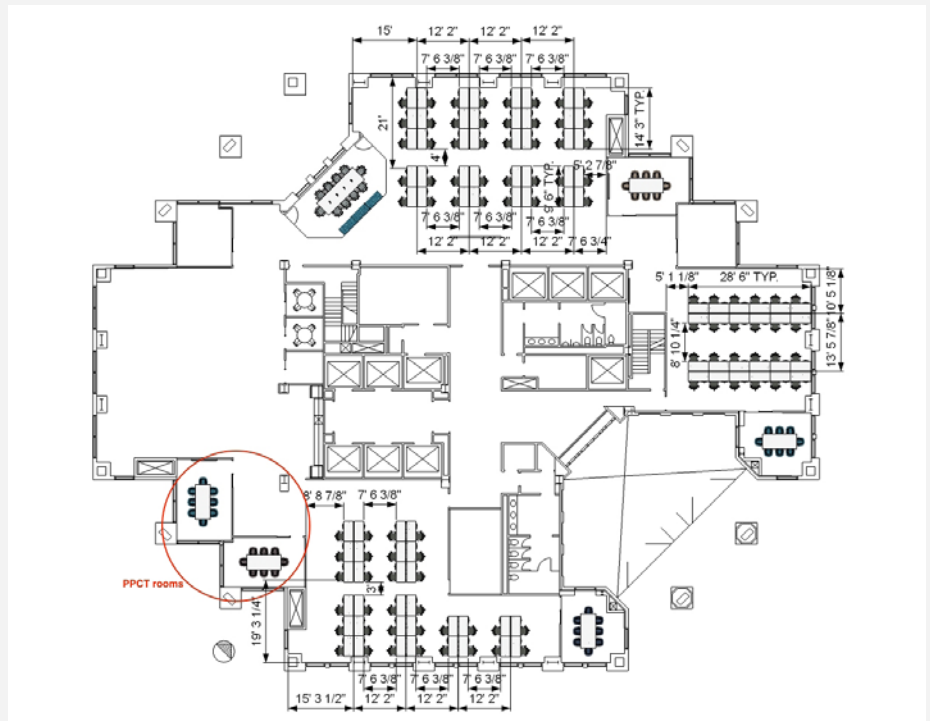 15' 12' 2" 12' 2" 12' 2"
7' 6 3/8" 7' 6 3/8" 7' 6 3/8"
21'
14' 3" TYP.
4'
9' 6" TYP.
5' 2 7/8"
7' 6 3/8" 7' 6 3/8" 7' 6 3/8"
12' 2" 12' 2" 12' 2" 7' 6 3/4"
5' 1 1/8" 28' 6" TYP.
10' 5 1/8"
8' 10 1/4"
13' 5 7/8"
8' 8 7/8" 7' 6 3/8"
PPCT rooms
3'
19' 3 1/4"
7' 6 3/8" 7' 6 3/8" 7' 6 3/8"
15' 3 1/2" 12' 2" 12' 2" 12' 2"